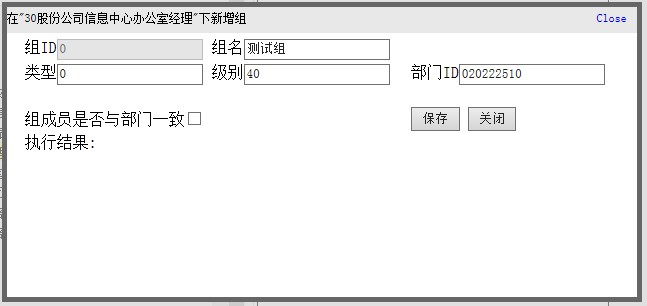 在"30股份公司信息中心办公室经理"下新增组 Close
组ID 0 组名 测试组
类型 0 级别 40 部门ID 020222510
组成员是否与部门一致 保存 关闭
执行结果: